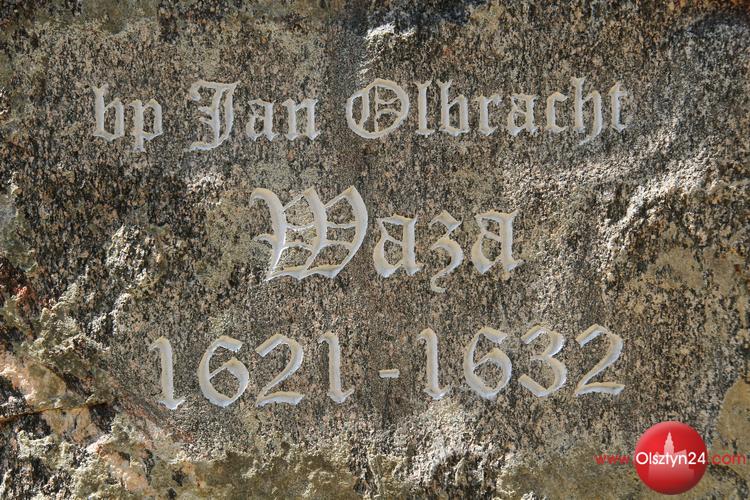 bp Jan Olbracht
Waza
1621-1632
www.Olsztyn24.com